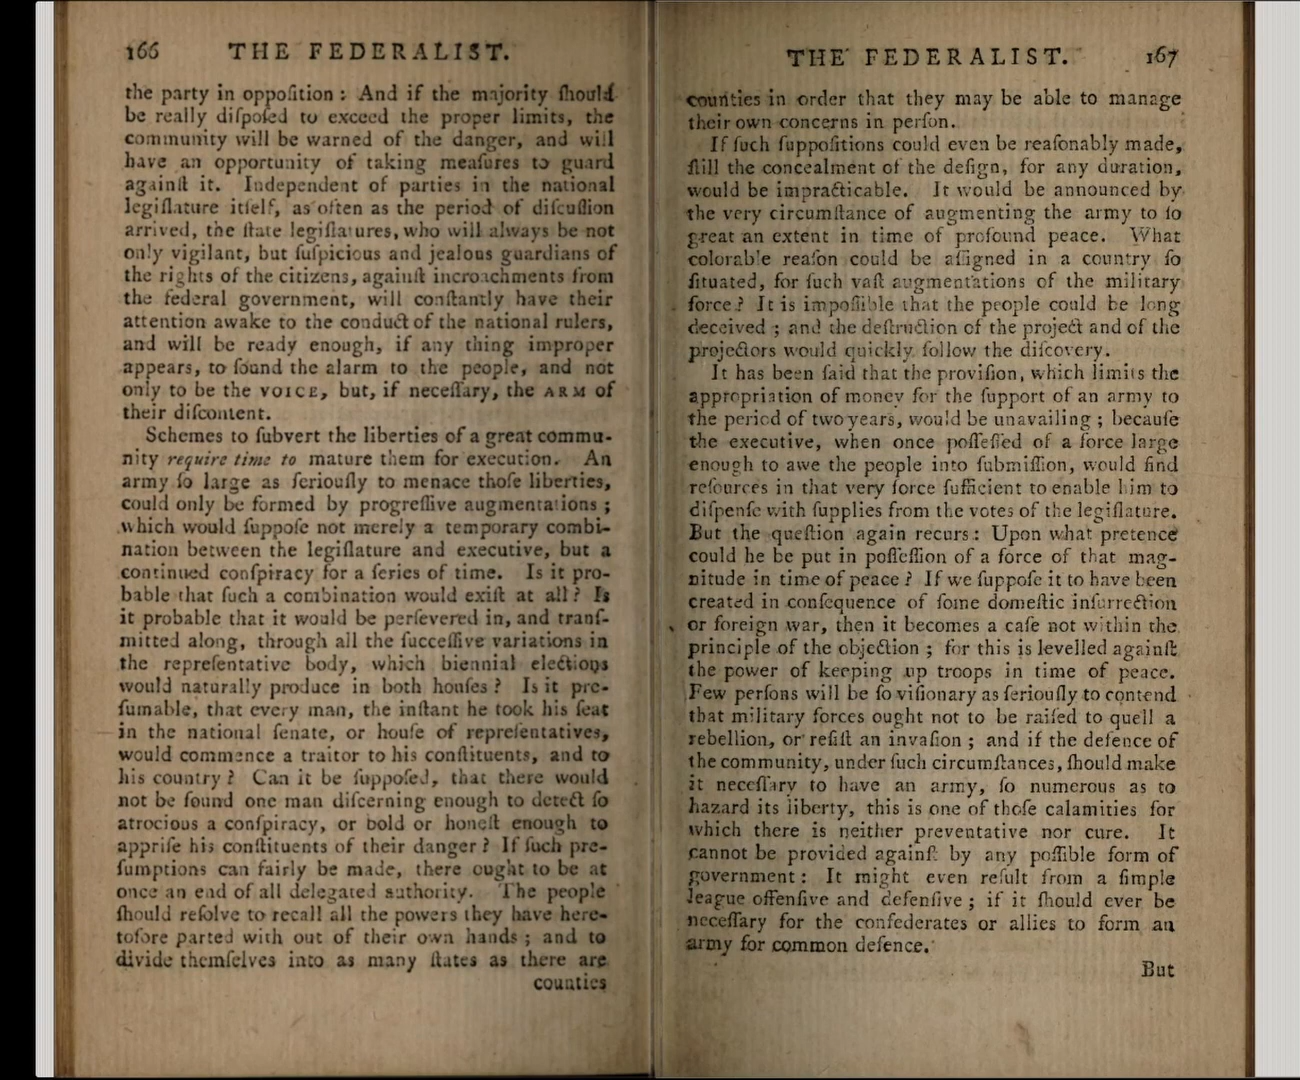 166 THE FEDERALIST.
the party in oppoſition : And if the majority ſhould
be really diſpoſed to exceed the proper limits, the
community will be warned of the danger, and will
have an opportunity of taking meaſures to guard
againſt it. Independent of parties in the national
legiſlature itſelf, as often as the period of diſcuſſion
arrived, the ſtate legiſlatures, who will always be not
only vigilant, but ſuſpicious and jealous guardians of
the rights of the citizens, againſt incroachments from
the federal government, will conſtantly have their
attention awake to the conduct of the national rulers,
and will be ready enough, if any thing improper
appears, to ſound the alarm to the people, and not
only to be the VOICE, but, if neceſſary, the ARM of
their diſcontent.
Schemes to ſubvert the liberties of a great commu-
nity require time to mature them for execution. An
army ſo large as ſeriouſly to menace thoſe liberties,
could only be formed by progreſſive augmentations ;
which would ſuppoſe not merely a temporary combi-
nation between the legiſlature and executive, but a
continued conſpiracy for a ſeries of time. Is it pro-
bable that ſuch a combination would exiſt at all ? Is
it probable that it would be perſevered in, and tranſ-
mitted along, through all the ſucceſſive variations in
the repreſentative body, which biennial elections
would naturally produce in both houſes ? Is it pre-
ſumable, that every man, the inſtant he took his ſeat
in the national ſenate, or houſe of repreſentatives,
would commence a traitor to his conſtituents, and to
his country ? Can it be ſuppoſed, that there would
not be found one man diſcerning enough to detect ſo
atrocious a conſpiracy, or bold or honeſt enough to
appriſe his conſtituents of their danger ? If ſuch pre-
ſumptions can fairly be made, there ought to be at
once an end of all delegated authority. The people
ſhould reſolve to recall all the powers they have here-
tofore parted with out of their own hands ; and to
divide themſelves into as many ſtates as there are
counties
THE FEDERALIST. 167
counties in order that they may be able to manage
their own concerns in perſon.
If ſuch ſuppoſitions could even be reaſonably made,
ſtill the concealment of the deſign, for any duration,
would be impracticable. It would be announced by
the very circumſtance of augmenting the army to ſo
great an extent in time of profound peace. What
colorable reaſon could be aſſigned in a country ſo
ſituated, for ſuch vaſt augmentations of the military
force ? It is impoſſible that the people could be long
deceived ; and the deſtruction of the project and of the
projectors would quickly follow the diſcovery.
It has been ſaid that the proviſion, which limits the
appropriation of money for the ſupport of an army to
the period of two years, would be unavailing ; becauſe
the executive, when once poſſeſſed of a force large
enough to awe the people into ſubmiſſion, would find
reſources in that very force ſufficient to enable him to
diſpenſe with ſupplies from the votes of the legiſlature.
But the queſtion again recurs : Upon what pretence
could he be put in poſſeſſion of a force of that mag-
nitude in time of peace ? If we ſuppoſe it to have been
created in conſequence of ſome domeſtic inſurrection
or foreign war, then it becomes a caſe not within the
principle of the objection ; for this is levelled againſt
the power of keeping up troops in time of peace.
Few perſons will be ſo viſionary as ſeriouſly to contend
that military forces ought not to be raiſed to quell a
rebellion, or reſiſt an invaſion ; and if the defence of
the community, under ſuch circumſtances, ſhould make
it neceſſary to have an army, ſo numerous as to
hazard its liberty, this is one of thoſe calamities for
which there is neither preventative nor cure. It
cannot be provided againſt by any poſſible form of
government : It might even reſult from a ſimple
league offenſive and defenſive ; if it ſhould ever be
neceſſary for the confederates or allies to form an
army for common defence.
But